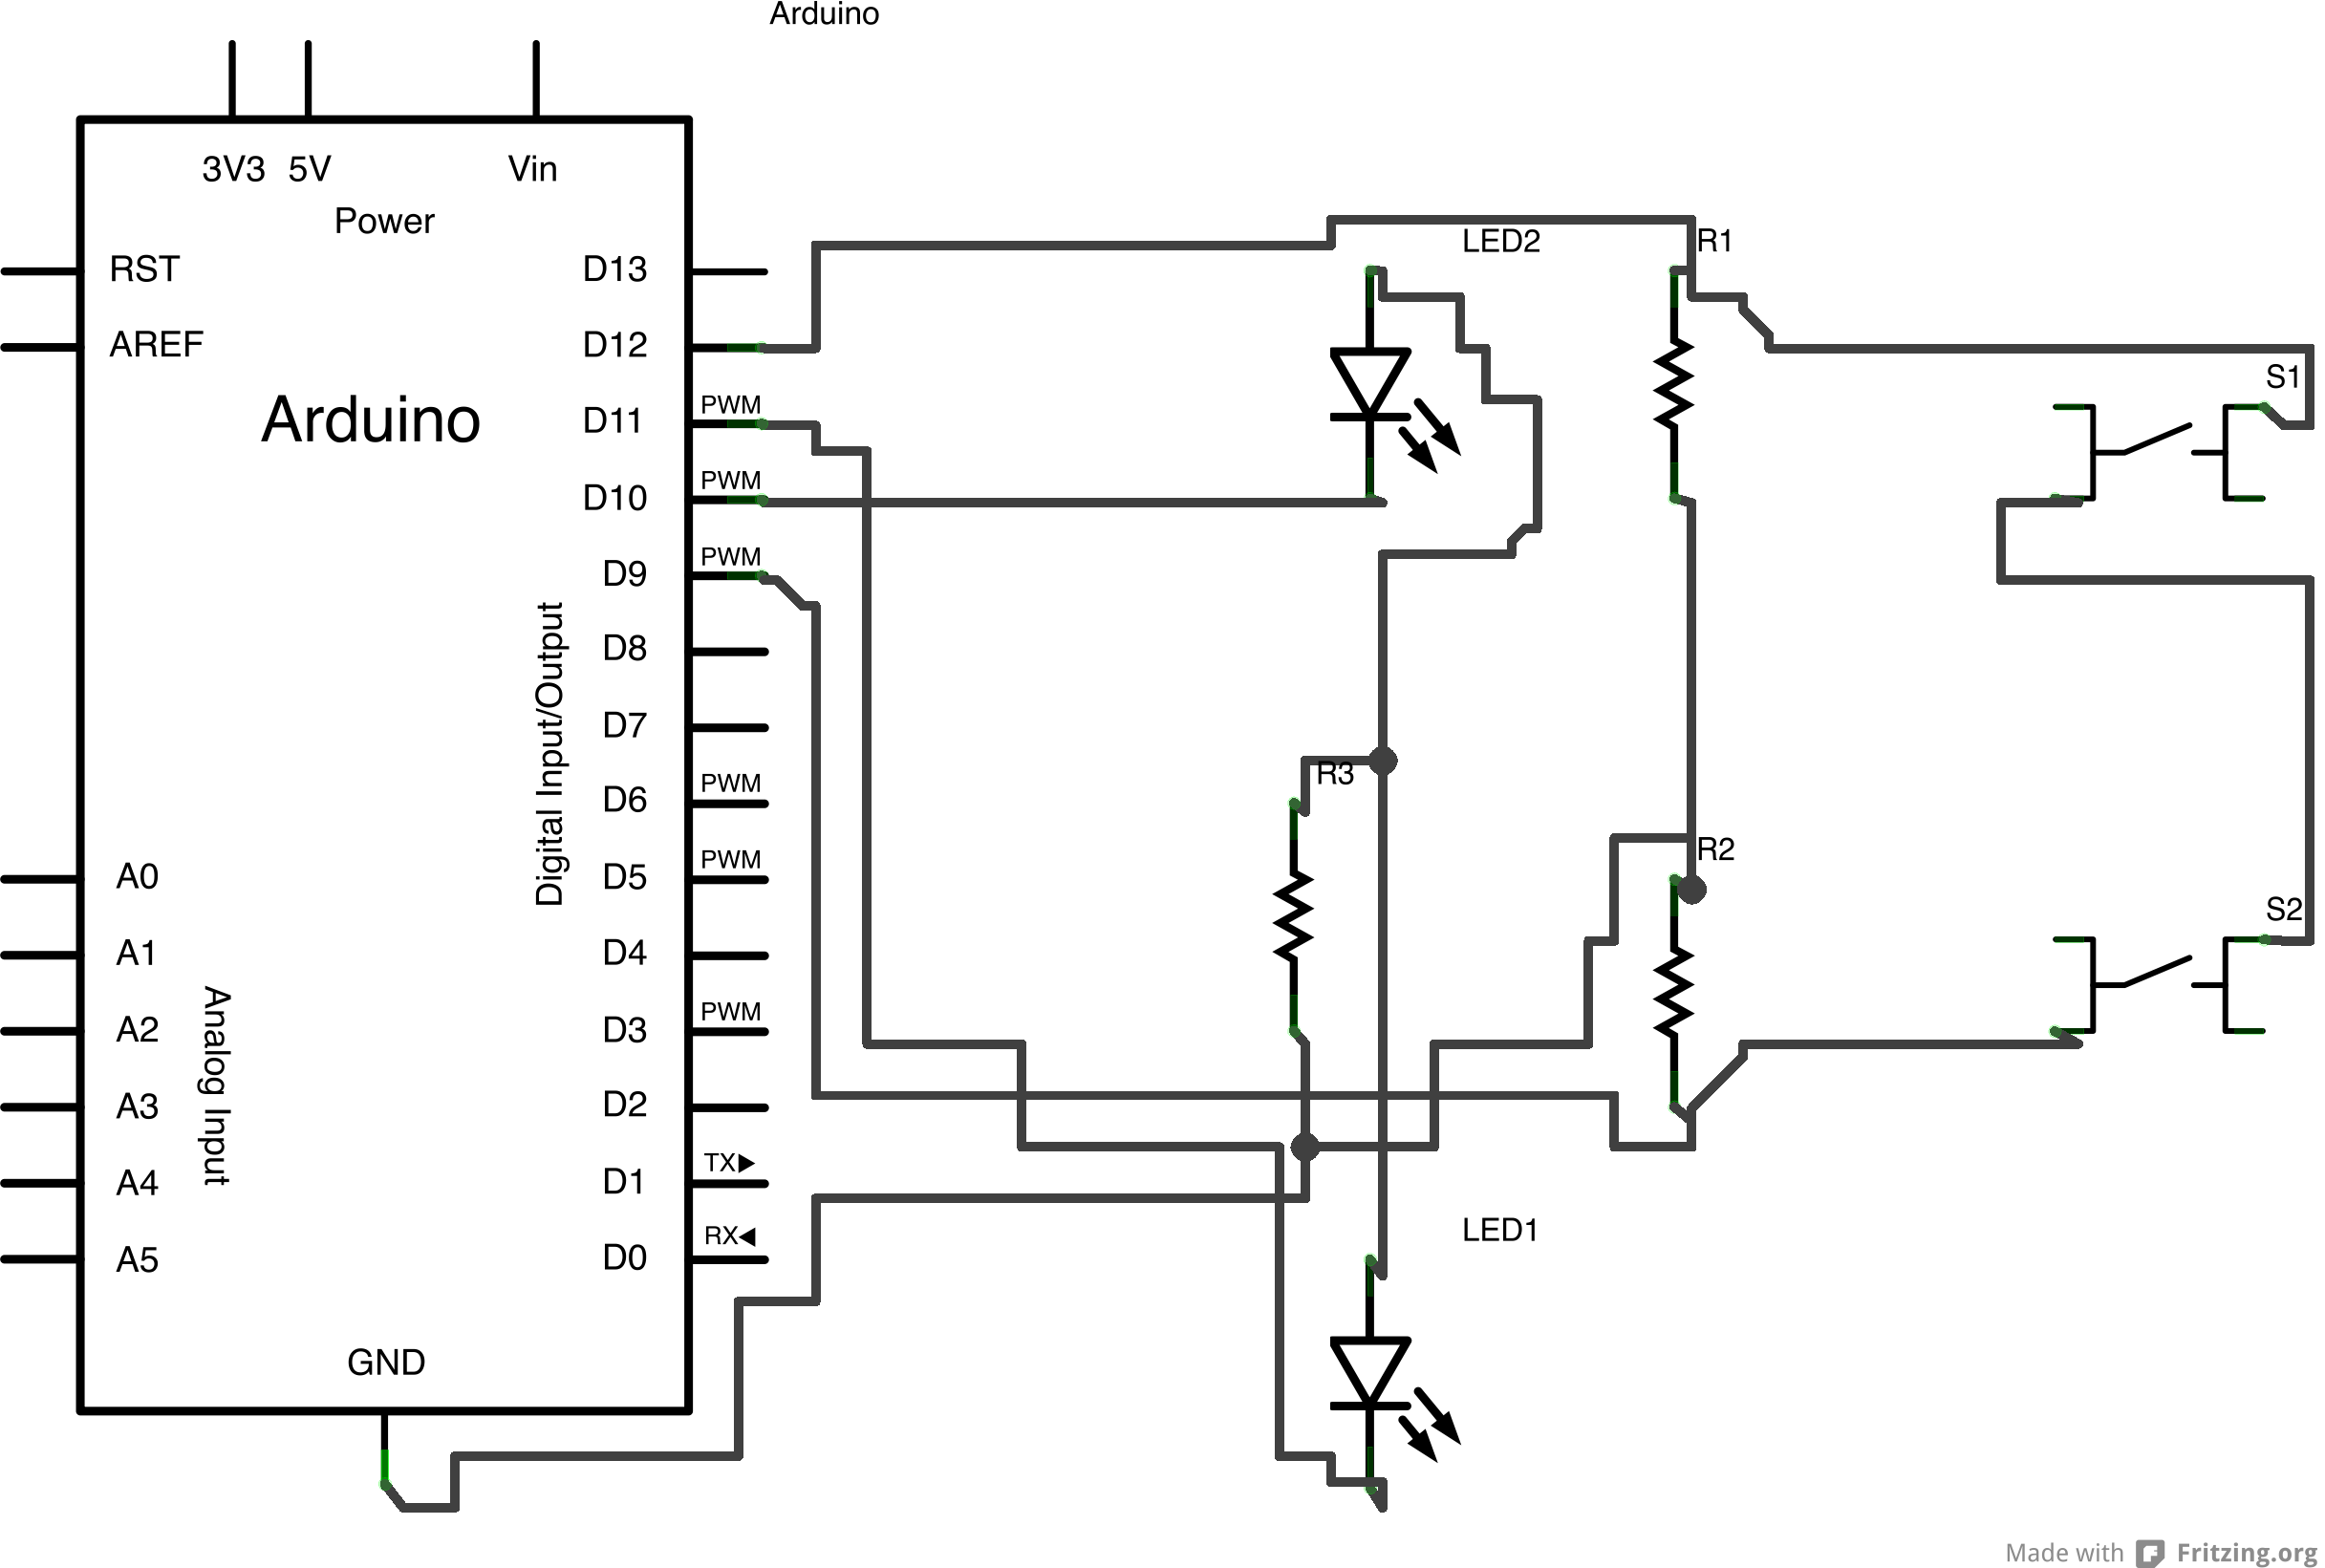 Arduino
3V3 5V Vin
Power
LED2
R1
RST
D13
AREF
D12
S1
Arduino
D11 PWM
D10 PWM
D9 PWM
Digital Input/Output
D8
D7
R3
D6 PWM
R2
A0
D5 PWM
S2
A1
D4
Analog Input
A2
D3 PWM
A3
D2
A4
D1 TX
LED1
A5
D0 RX
GND
Made with Fritzing.org